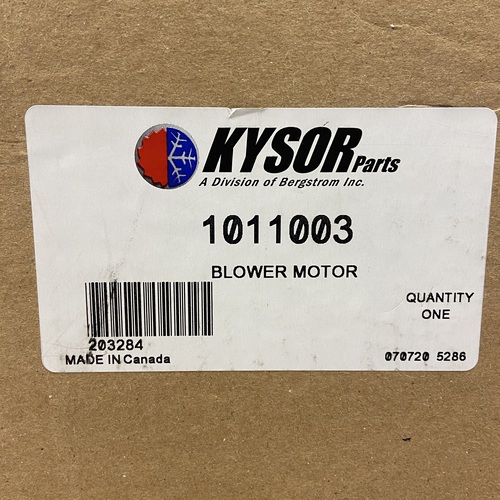 KYSOR Parts
A Division of Bergstrom Inc.
1011003
BLOWER MOTOR
QUANTITY
ONE
203284
MADE IN Canada
070720 5286